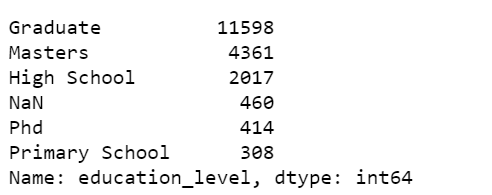 Graduate 11598
Masters 4361
High School 2017
NaN 460
Phd 414
Primary School 308
Name: education_level, dtype: int64